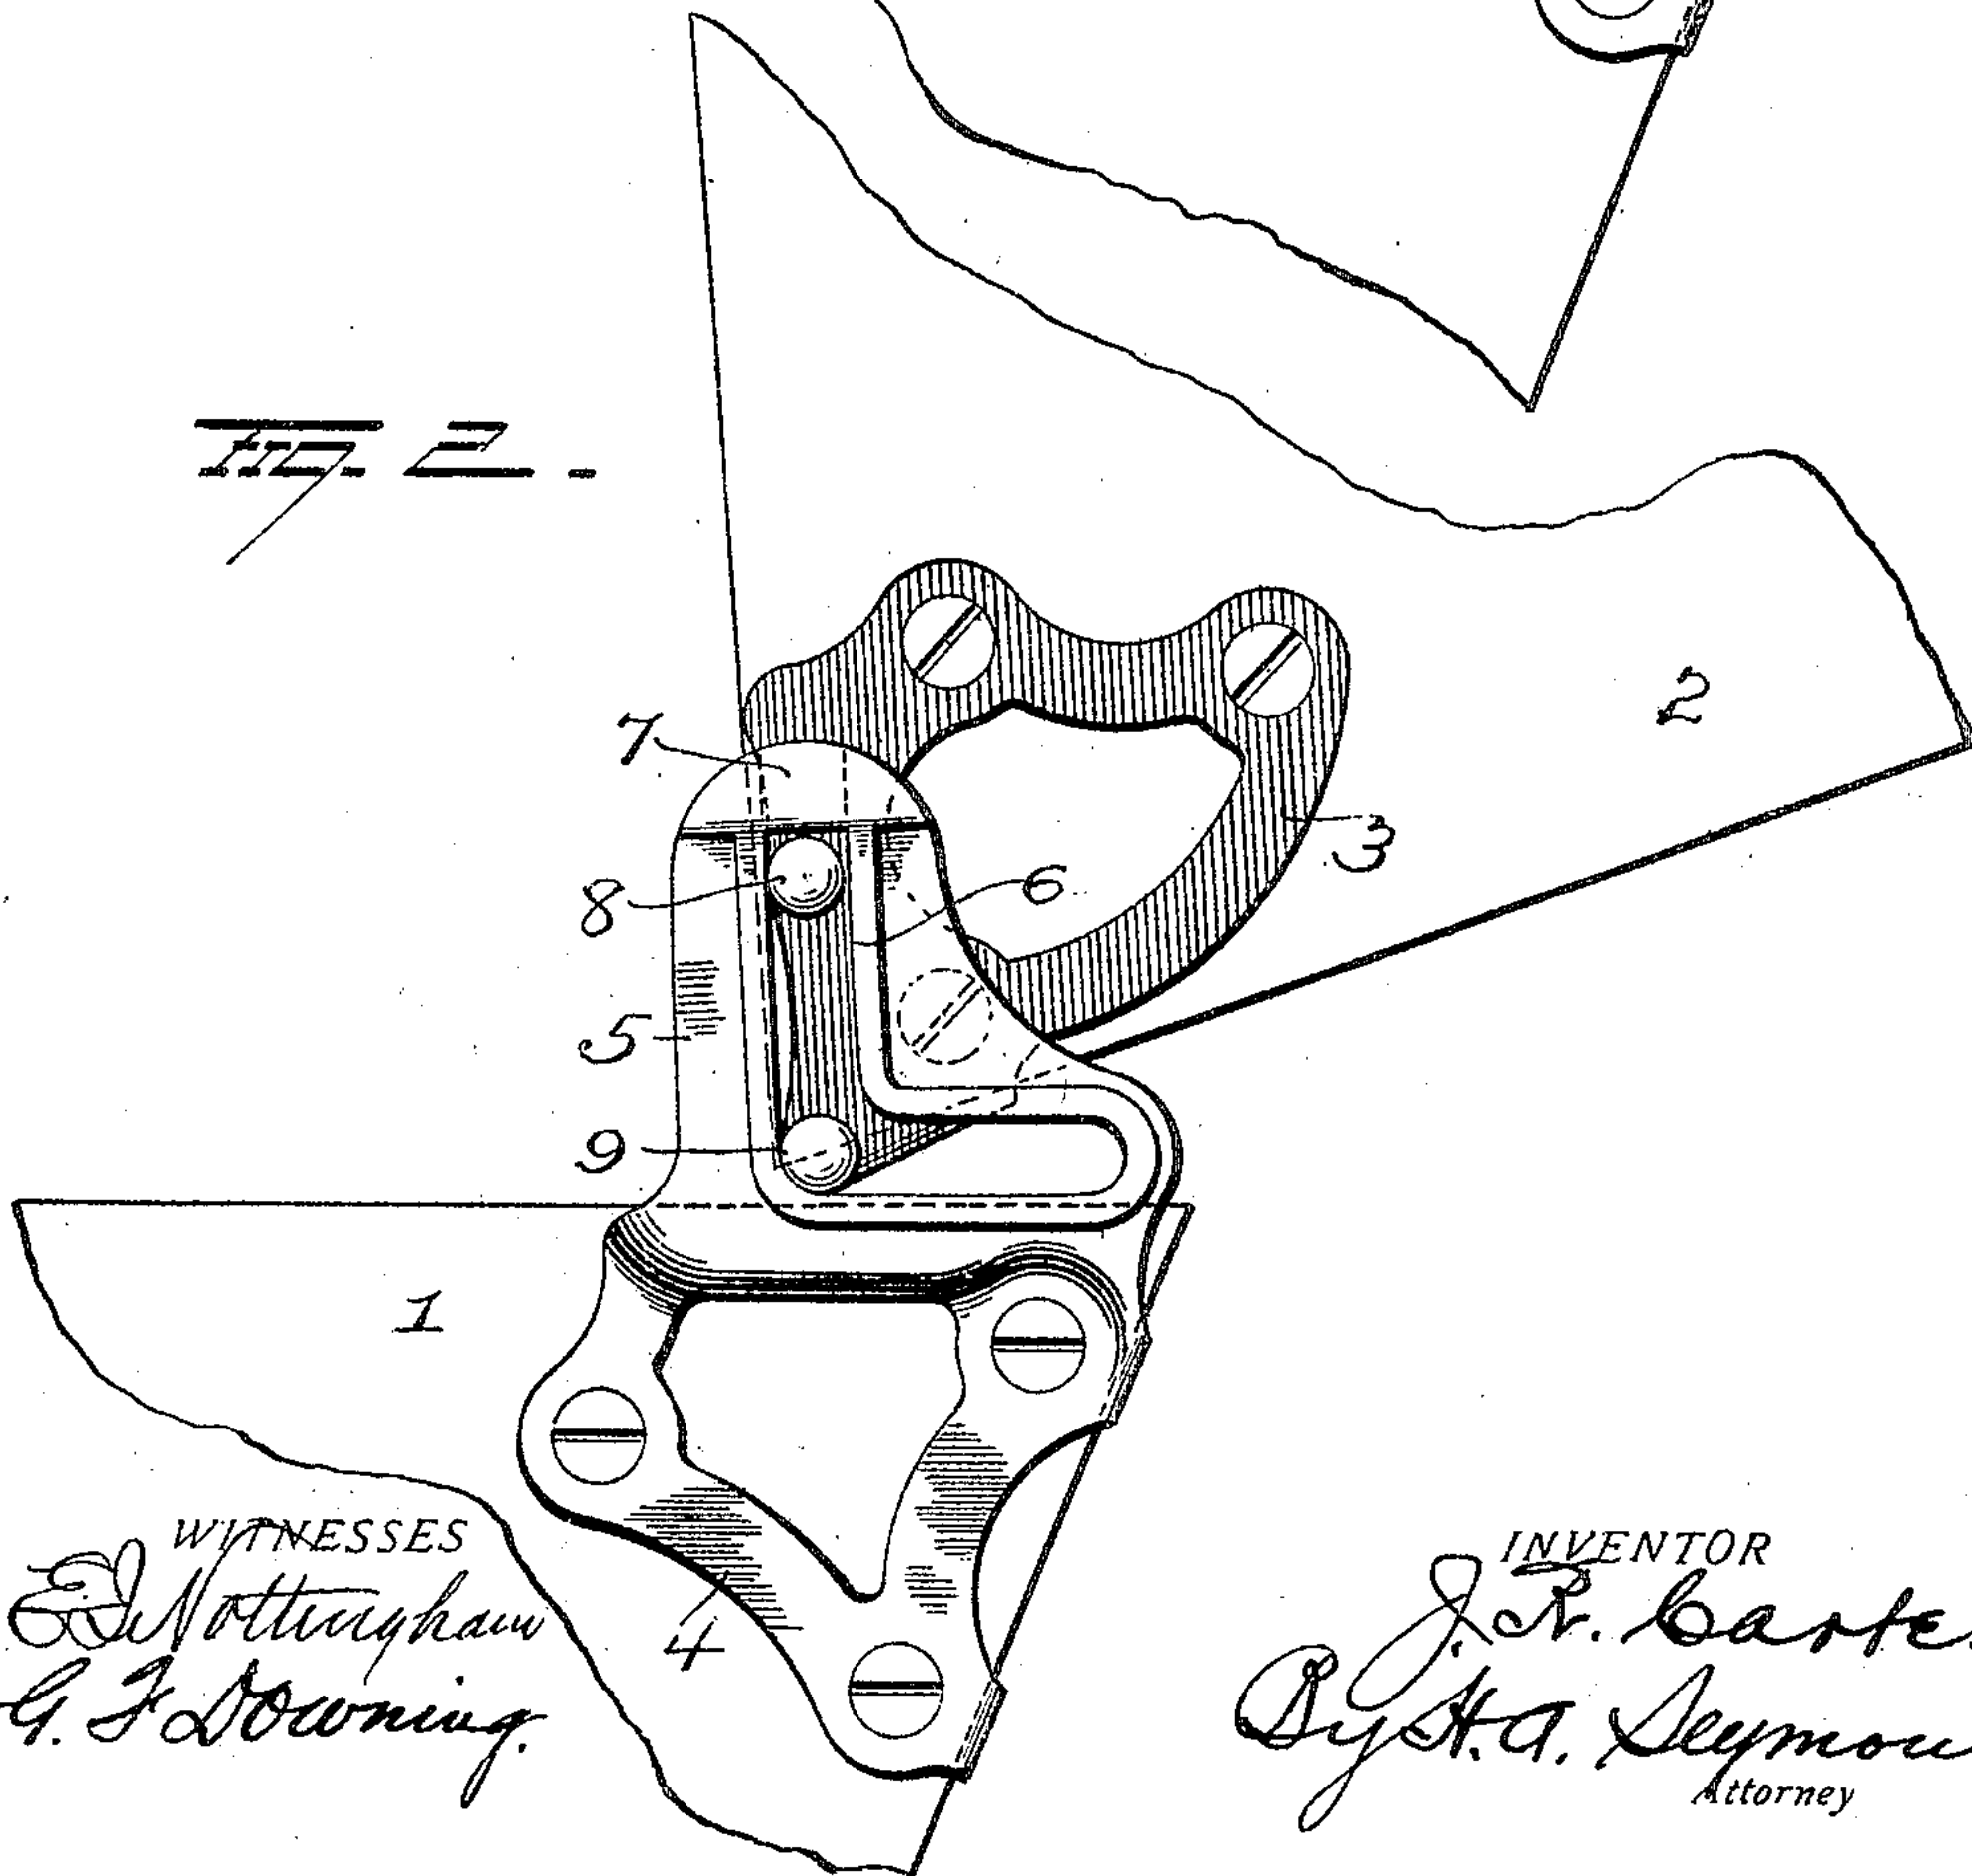 FIG. 2.
2
7
3
8
6
5
9
1
4
WITNESSES
E. J. Nottingham
G. F. Downing.
INVENTOR
J. R. Carte
By H. A. Seymou
Attorney